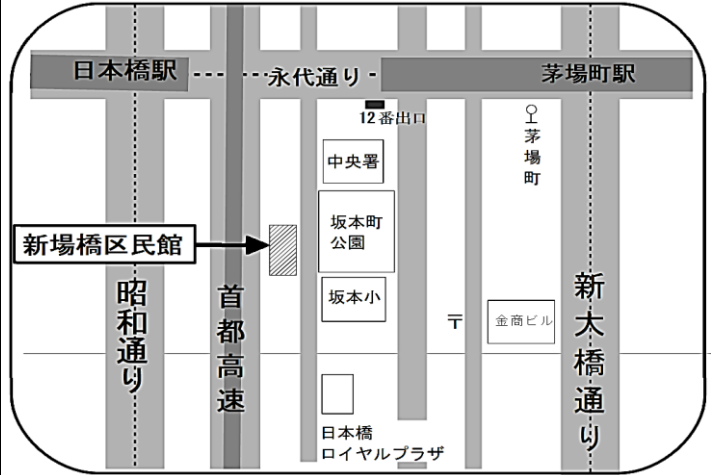 日本橋駅
永代通り
茅場町駅
12番出口
茅場町
中央署
坂本町
公園
新場橋区民館
坂本小
昭和通り
首都高速
〒
金商ビル
新大橋通り
日本橋
ロイヤルプラザ